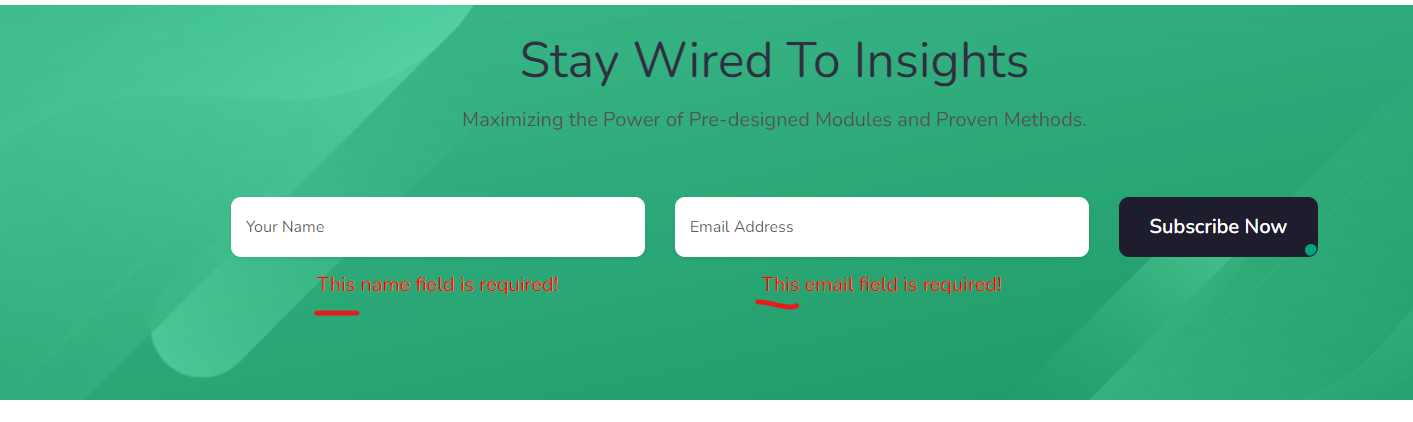 Stay Wired To Insights
Maximizing the Power of Pre-designed Modules and Proven Methods.
Your Name
Email Address
Subscribe Now
This name field is required!
This email field is required!